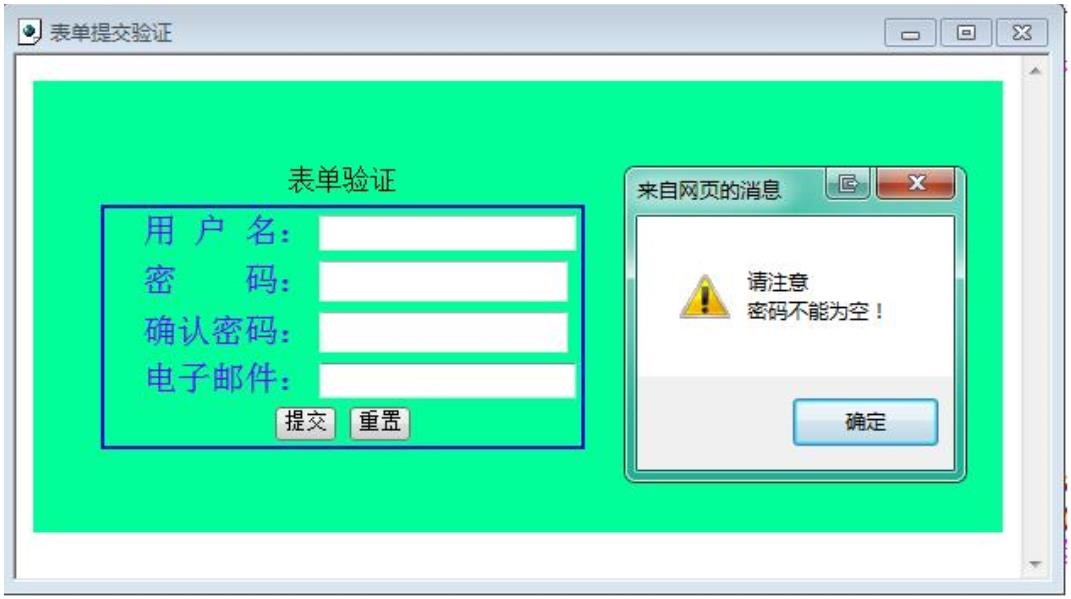 表单提交验证
表单验证
用 户 名：
密 码：
确认密码：
电子邮件：
提交 重置
来自网页的消息
请注意
密码不能为空！
确定